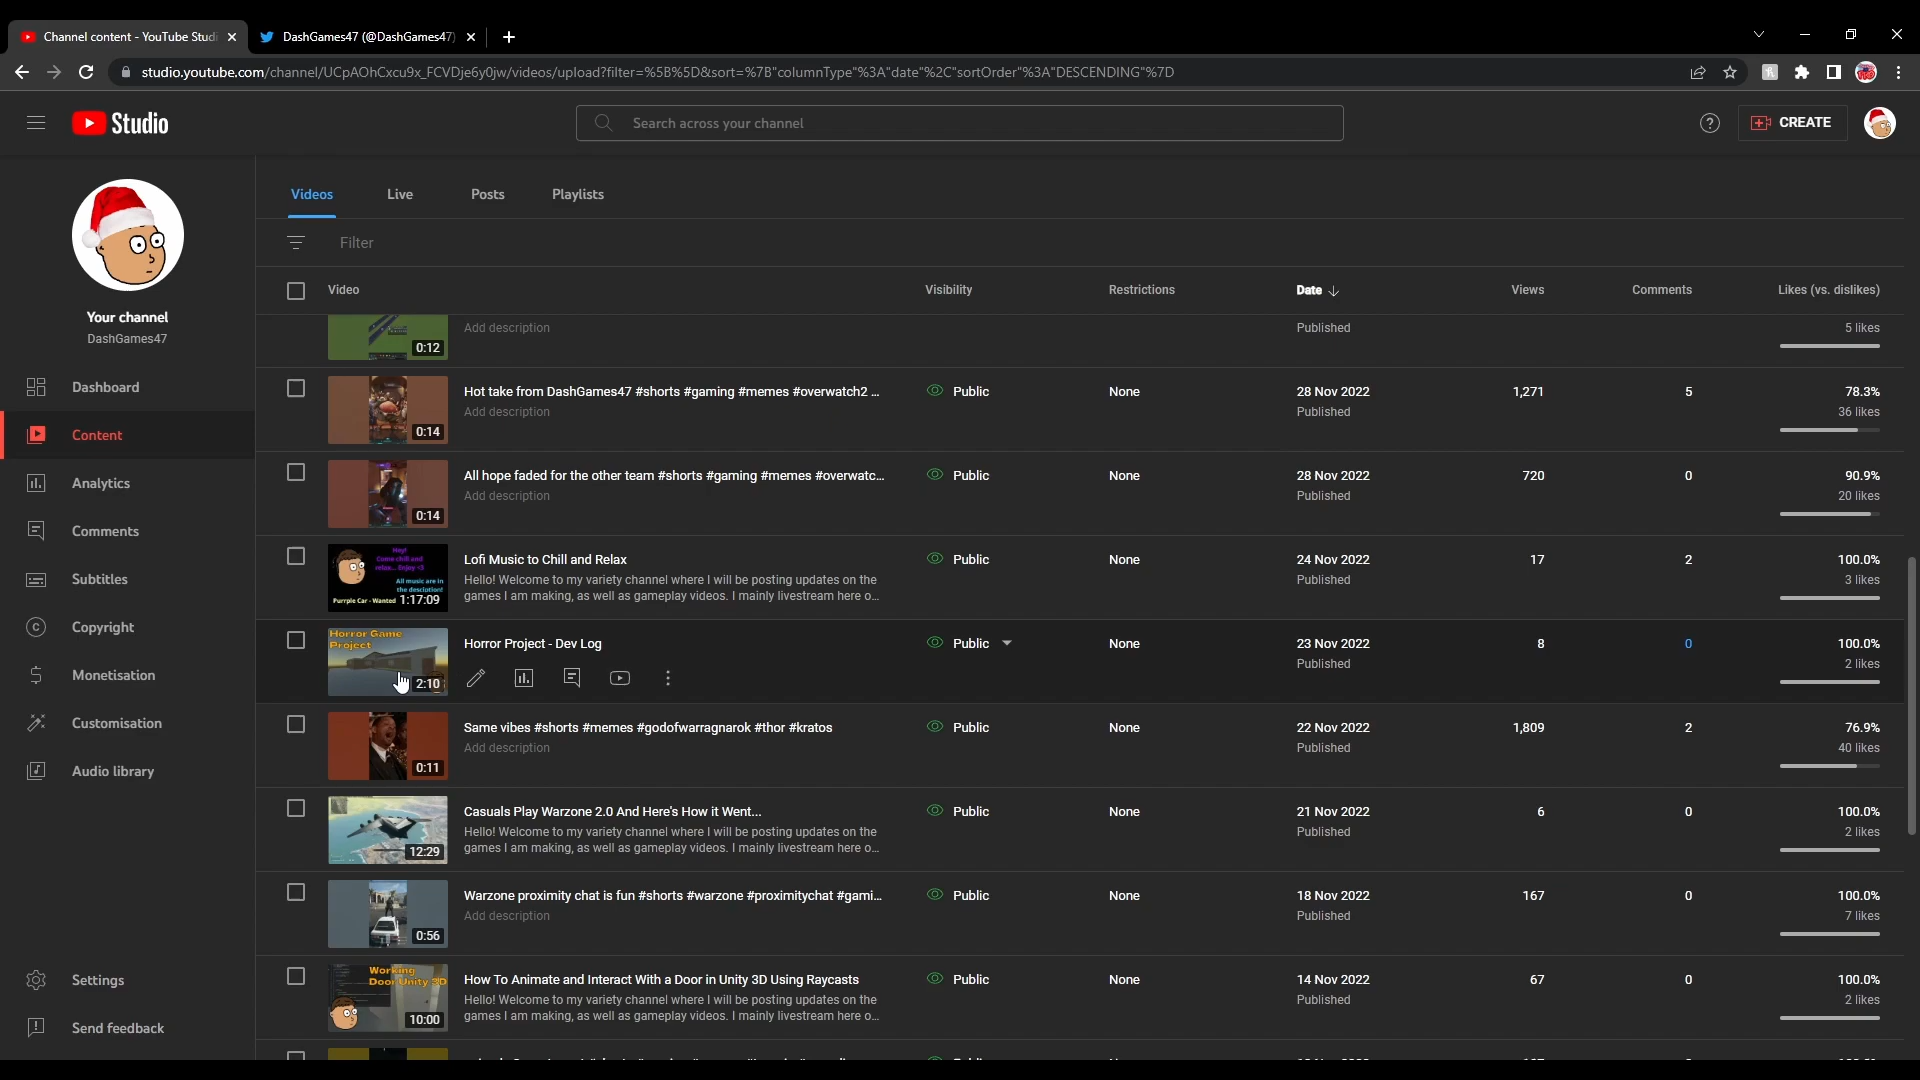 Channel content - YouTube Studi
DashGames47 (@DashGames47)
studio.youtube.com/channel/UCpAOhCxcu9x_FCVDje6y0jw/videos/upload?filter=%5B%5D&sort=%7B"columnType"%3A"date"%2C"sortOrder"%3A"DESCENDING"%7D
Studio
Search across your channel
CREATE
Your channel
DashGames47
Dashboard
Content
Analytics
Comments
Subtitles
Copyright
Monetisation
Customisation
Audio library
Settings
Send feedback
Videos Live Posts Playlists
Filter
Video Visibility Restrictions Date Views Comments Likes (vs. dislikes)
Add description Published 5 likes
0:12
Hot take from DashGames47 #shorts #gaming #memes #overwatch2 ... Public None 28 Nov 2022 1,271 5 78.3%
Add description Published 36 likes
0:14
All hope faded for the other team #shorts #gaming #memes #overwatc... Public None 28 Nov 2022 720 0 90.9%
Add description Published 20 likes
0:14
Hay!
Come chill and
relax... Enjoy <3
All music are in
the desciption!
Purrple Car - Wanted 1:17:09
Lofi Music to Chill and Relax Public None 24 Nov 2022 17 2 100.0%
Hello! Welcome to my variety channel where I will be posting updates on the Published 3 likes
games I am making, as well as gameplay videos. I mainly livestream here o...
Horror Game
Project
2:10
Horror Project - Dev Log Public None 23 Nov 2022 8 0 100.0%
Published 2 likes
Same vibes #shorts #memes #godofwarragnarok #thor #kratos Public None 22 Nov 2022 1,809 2 76.9%
Add description Published 40 likes
0:11
Casuals Play Warzone 2.0 And Here's How it Went... Public None 21 Nov 2022 6 0 100.0%
Hello! Welcome to my variety channel where I will be posting updates on the Published 2 likes
games I am making, as well as gameplay videos. I mainly livestream here o...
12:29
Warzone proximity chat is fun #shorts #warzone #proximitychat #gami... Public None 18 Nov 2022 167 0 100.0%
Add description Published 7 likes
0:56
Working
Door Unity 3D
10:00
How To Animate and Interact With a Door in Unity 3D Using Raycasts Public None 14 Nov 2022 67 0 100.0%
Hello! Welcome to my variety channel where I will be posting updates on the Published 2 likes
games I am making, as well as gameplay videos. I mainly livestream here o...